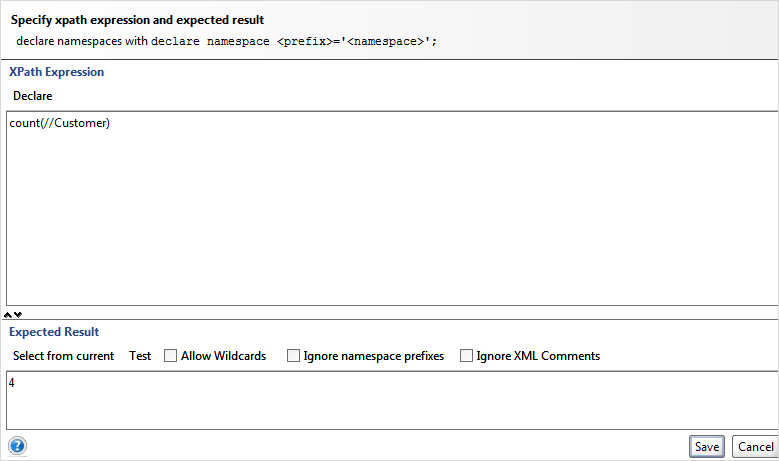 Specify xpath expression and expected result
declare namespaces with declare namespace <prefix>='<namespace>';
XPath Expression
Declare
count(//Customer)
Expected Result
Select from current Test Allow Wildcards Ignore namespace prefixes Ignore XML Comments
4
?
Save Cancel